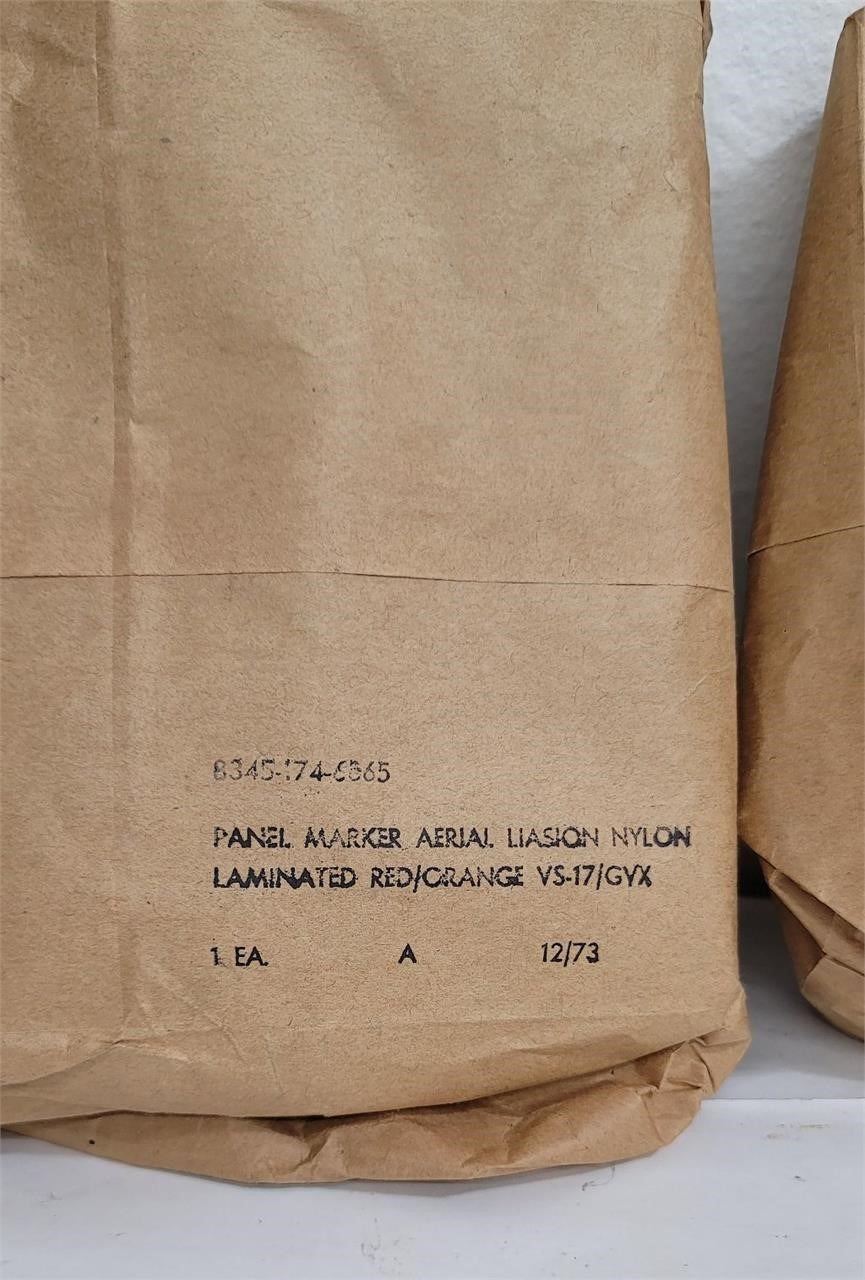 8345-174-6865
PANEL MARKER AERIAL LIASION NYLON
LAMINATED RED/ORANGE VS-17/GVX
1 EA. A 12/73